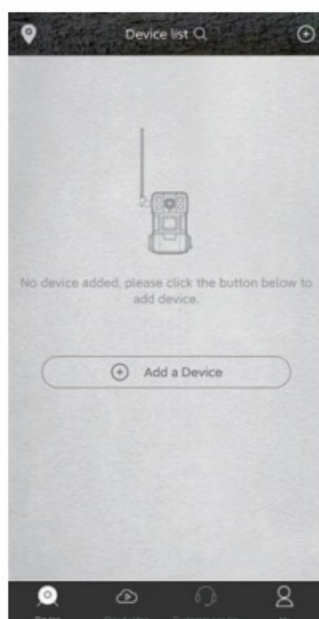 Device list
No device added, please click the button below to
add device.
Add a Device